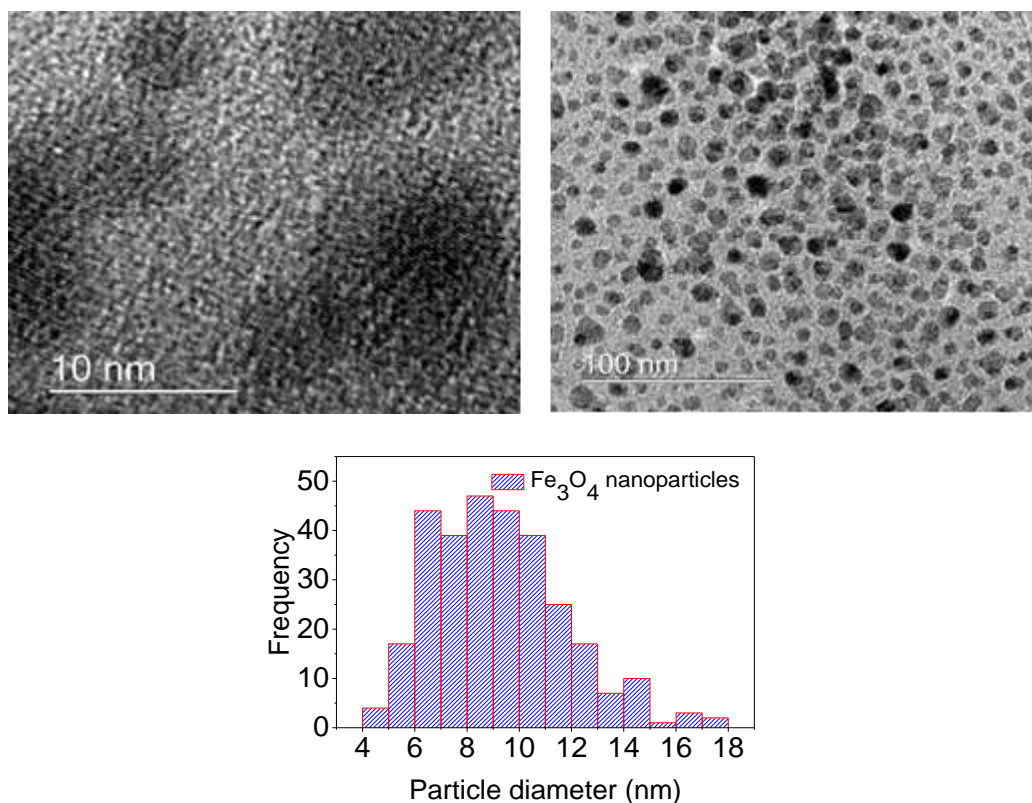 10 nm
100 nm
Fe3O4 nanoparticles
Frequency
50
40
30
20
10
0
4 6 8 10 12 14 16 18
Particle diameter (nm)